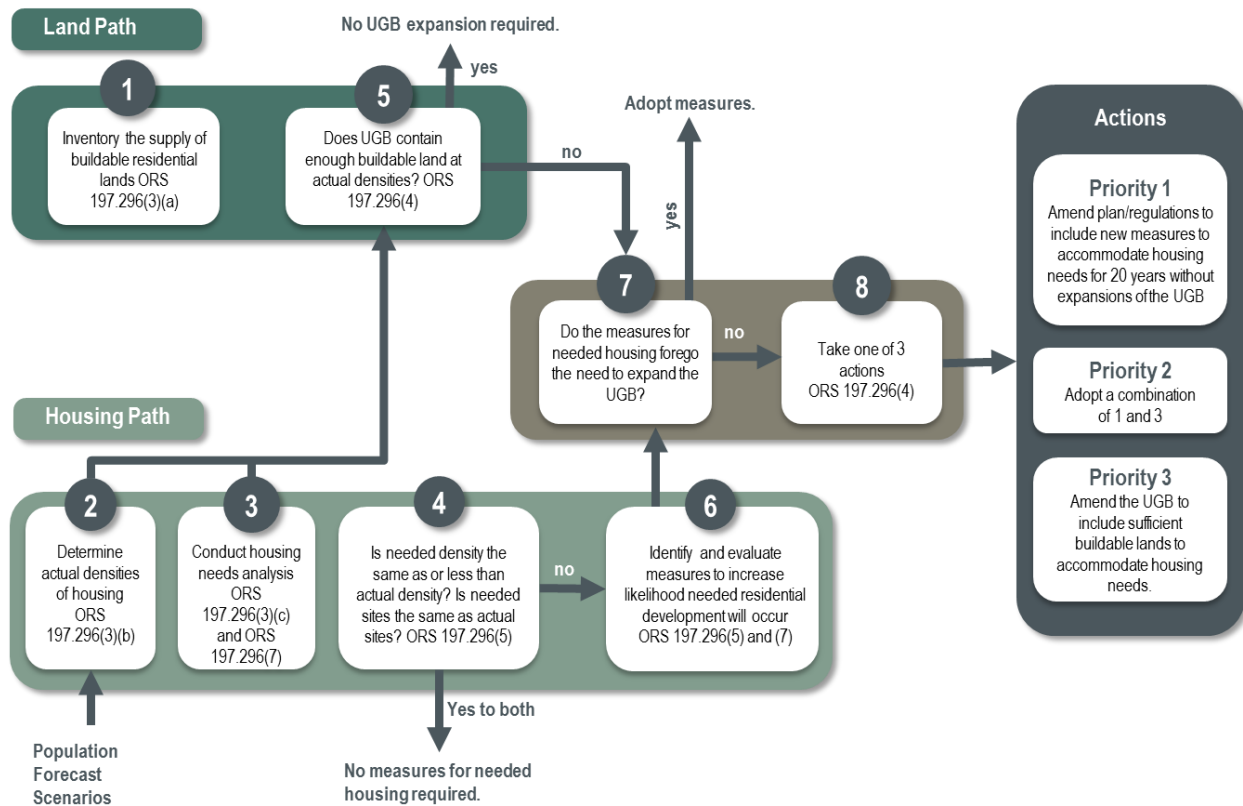 Land Path
No UGB expansion required.
yes
1
Inventory the supply of
buildable residential
lands ORS
197.296(3)(a)
5
Does UGB contain
enough buildable land at
actual densities? ORS
197.296(4)
no
Adopt measures.
yes
7
Do the measures for
needed housing forego
the need to expand the
UGB?
no
8
Take one of 3
actions
ORS 197.296(4)
Actions
Priority 1
Amend plan/regulations to
include new measures to
accommodate housing
needs for 20 years without
expansions of the UGB
Priority 2
Adopt a combination
of 1 and 3
Priority 3
Amend the UGB to
include sufficient
buildable lands to
accommodate housing
needs.
Housing Path
2
Determine
actual densities
of housing
ORS
197.296(3)(b)
3
Conduct housing
needs analysis
ORS
197.296(3)(c)
and ORS
197.296(7)
4
Is needed density the
same as or less than
actual density? Is needed
sites the same as actual
sites? ORS 197.296(5)
no
6
Identify and evaluate
measures to increase
likelihood needed residential
development will occur
ORS 197.296(5) and (7)
Yes to both
No measures for needed
housing required.
Population
Forecast
Scenarios